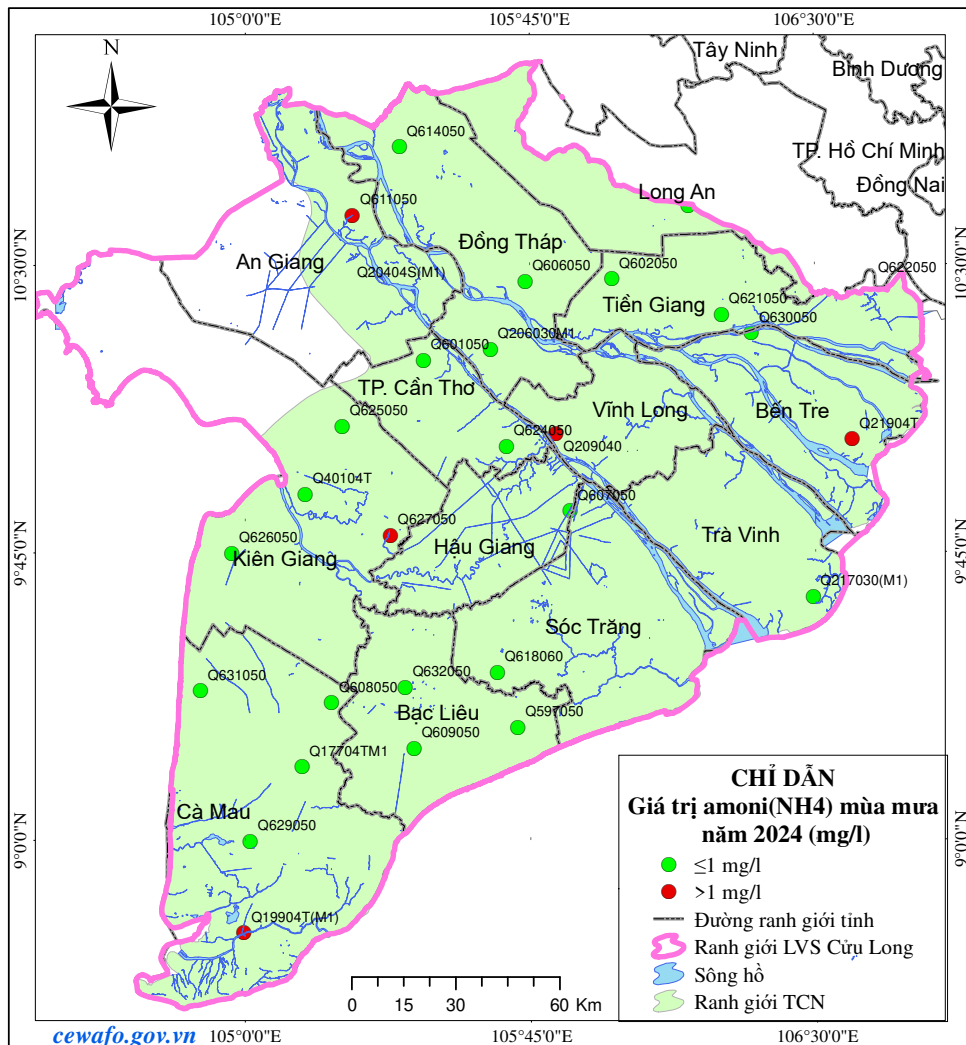 105°0'0"E
105°45'0"E
106°30'0"E
N
Tây Ninh
Bình Dương
TP. Hồ Chí Minh
Đồng Nai
Long An
Q614050
Q611050
Đồng Tháp
An Giang
Q20404S(M1)
Q606050
Q602050
Q622050
10°30'0"N
10°30'0"N
Tiền Giang
Q621050
Q630050
Q206030M1
Q601050
TP. Cần Thơ
Vĩnh Long
Bến Tre
Q625050
Q624050
Q209040
Q21904T
Q40104T
Q607050
Q627050
Hậu Giang
Trà Vinh
Q626050
Kiên Giang
9°45'0"N
9°45'0"N
Q217030(M1)
Sóc Trăng
Q618060
Q632050
Q631050
Q608050
Bạc Liêu
Q597050
Q609050
Q17704TM1
Cà Mau
Q629050
9°0'0"N
9°0'0"N
Q19904T(M1)
CHỈ DẪN
Giá trị amoni(NH4) mùa mưa
năm 2024 (mg/l)
≤1 mg/l
>1 mg/l
Đường ranh giới tỉnh
Ranh giới LVS Cửu Long
Sông hồ
Ranh giới TCN
0 15 30 60 Km
cewafo.gov.vn
105°0'0"E
105°45'0"E
106°30'0"E